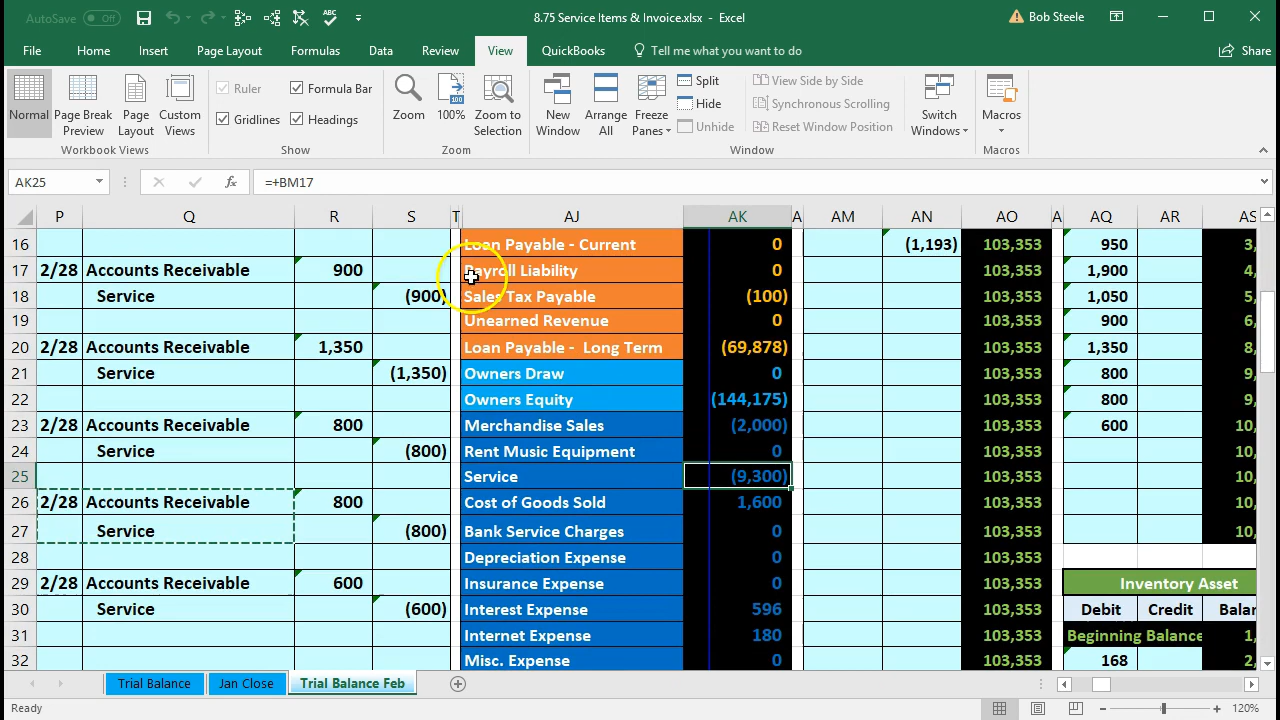 AutoSave Off 8.75 Service Items & Invoice.xlsx - Excel Bob Steele
File Home Insert Page Layout Formulas Data Review View QuickBooks Tell me what you want to do Share
Normal Page Break Preview Page Layout Custom Views Ruler Formula Bar Gridlines Headings Zoom 100% Zoom to Selection New Window Arrange All Freeze Panes Split Hide Unhide View Side by Side Synchronous Scrolling Reset Window Position Switch Windows Macros
Workbook Views Show Zoom Window Macros
AK25 fx =+BM17
P Q R S T AJ AK A AM AN AO A AQ AR AS
16 Loan Payable - Current 0 (1,193) 103,353 950 3,
17 2/28 Accounts Receivable 900 Payroll Liability 0 103,353 1,900 4,
18 Service (900) Sales Tax Payable (100) 103,353 1,050 5,
19 Unearned Revenue 0 103,353 900 6,
20 2/28 Accounts Receivable 1,350 Loan Payable - Long Term (69,878) 103,353 1,350 8,
21 Service (1,350) Owners Draw 0 103,353 800 9,
22 Owners Equity (144,175) 103,353 800 9,
23 2/28 Accounts Receivable 800 Merchandise Sales (2,000) 103,353 600 10,
24 Service (800) Rent Music Equipment 0 103,353 10,
25 Service (9,300) 103,353 10,
26 2/28 Accounts Receivable 800 Cost of Goods Sold 1,600 103,353 10,
27 Service (800) Bank Service Charges 0 103,353 10,
28 Depreciation Expense 0 103,353
29 2/28 Accounts Receivable 600 Insurance Expense 0 103,353 Inventory Asset
30 Service (600) Interest Expense 596 103,353 Debit Credit Balan
31 Internet Expense 180 103,353 Beginning Balance 1,
32 Misc. Expense 0 103,353 168 2,
Trial Balance Jan Close Trial Balance Feb
Ready 120%